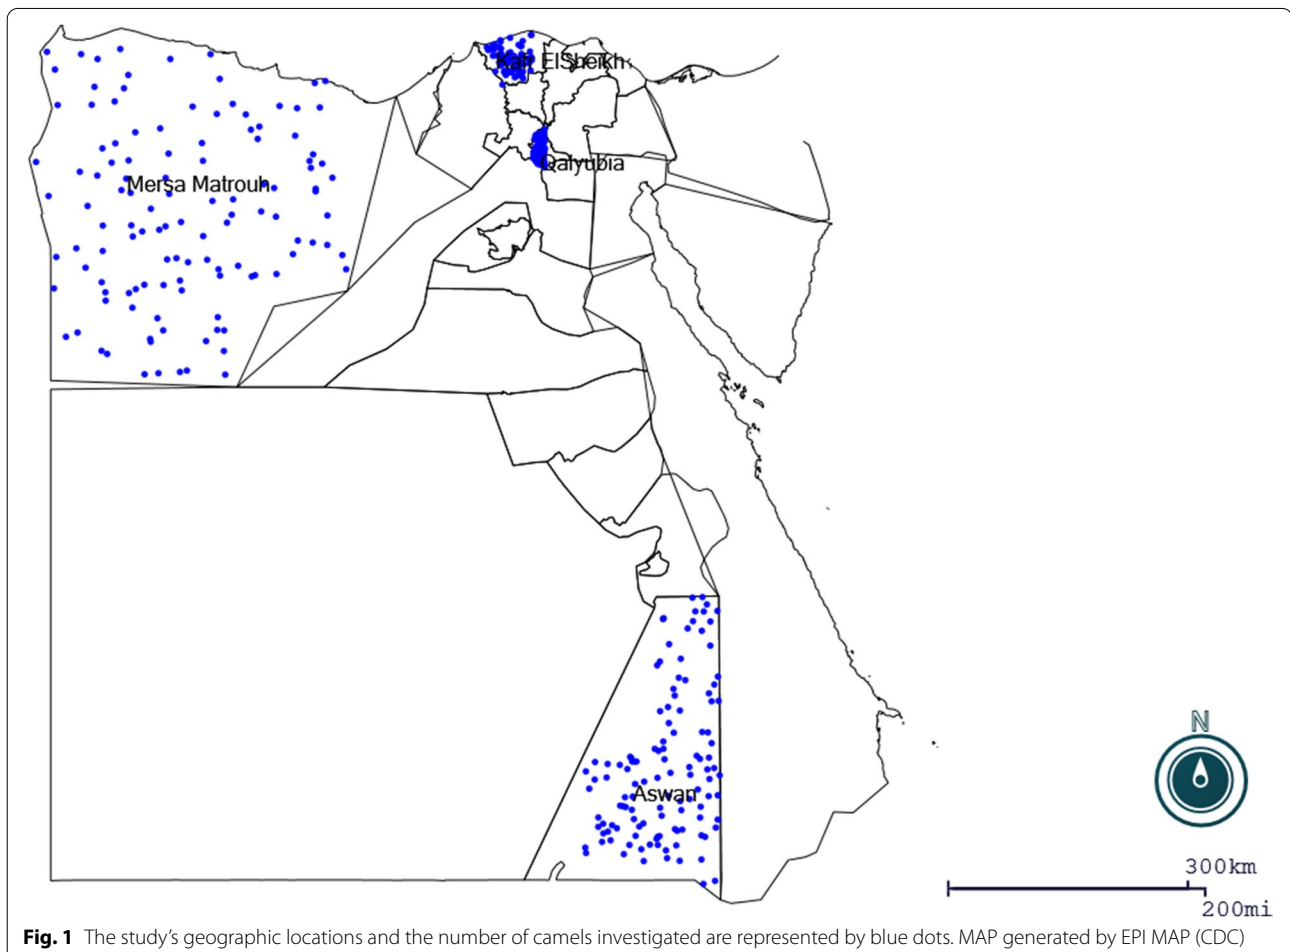 Kafr ElSheikh
Qalyubia
Mersa Matrouh
Aswan
N
300km
200mi
Fig. 1 The study's geographic locations and the number of camels investigated are represented by blue dots. MAP generated by EPI MAP (CDC)